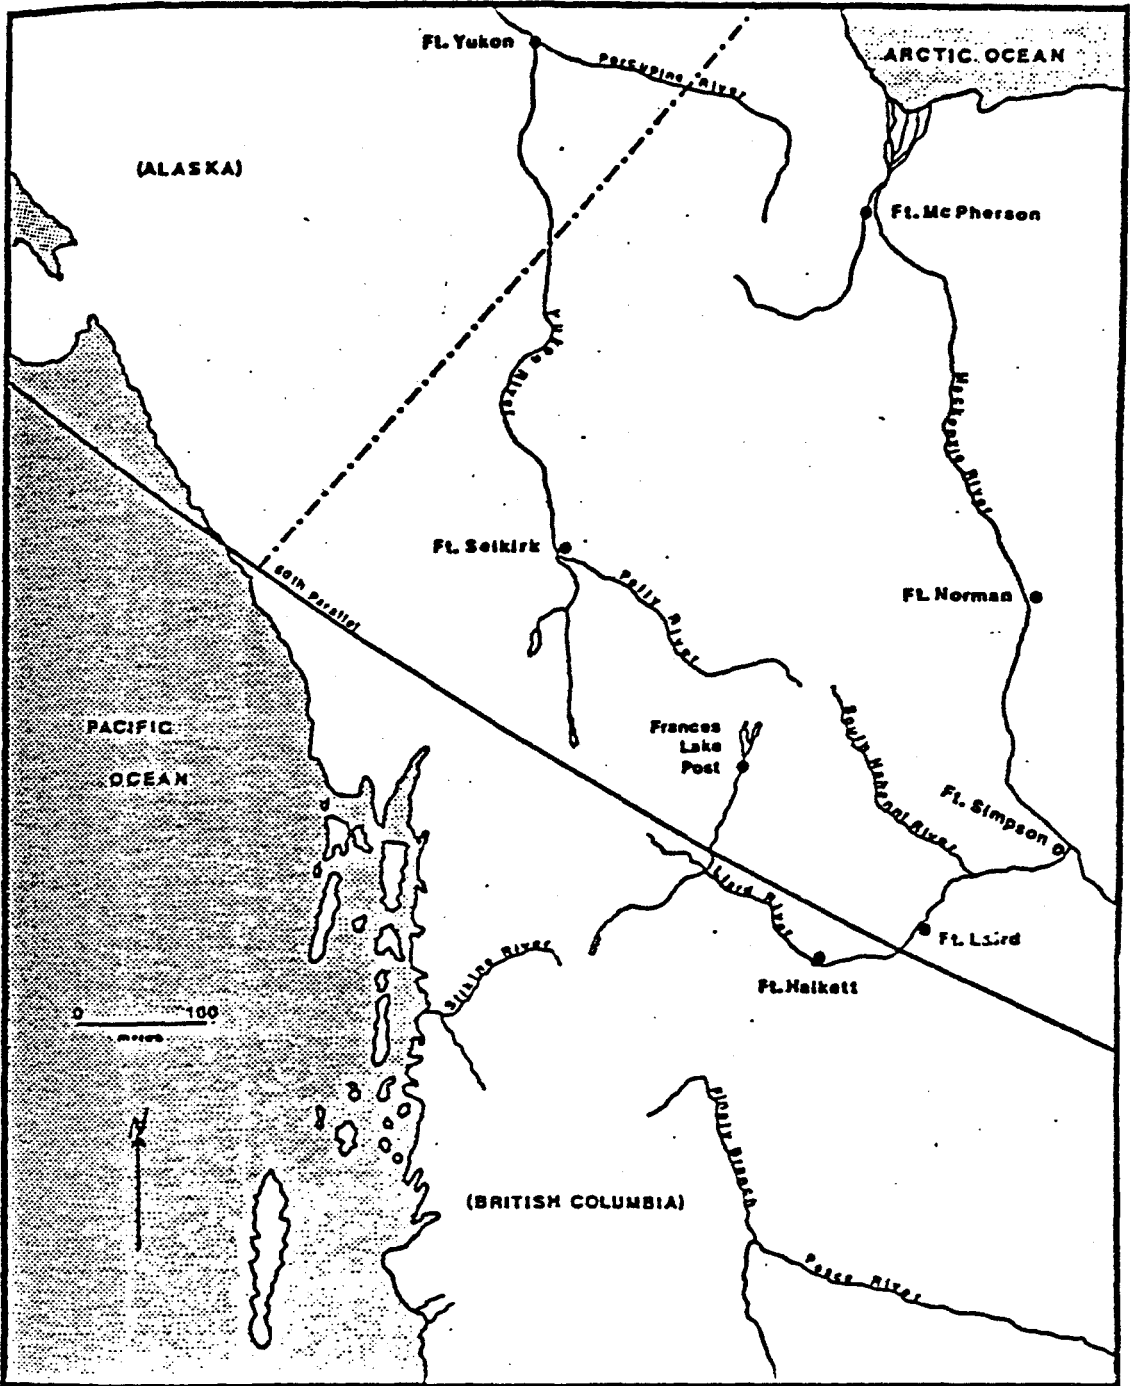 Ft. Yukon
Porcupine River
ARCTIC OCEAN
(ALASKA)
Ft. McPherson
Yukon River
Mackenzie River
Ft. Selkirk
60th Parallel
Pelly River
Ft. Norman
PACIFIC
OCEAN
Frances
Lake
Post
South Nahanni River
Ft. Simpson
Liard River
Ft. Laird
Stikine River
Ft. Halkett
0 100
miles
N
Finlay Branch
(BRITISH COLUMBIA)
Peace River